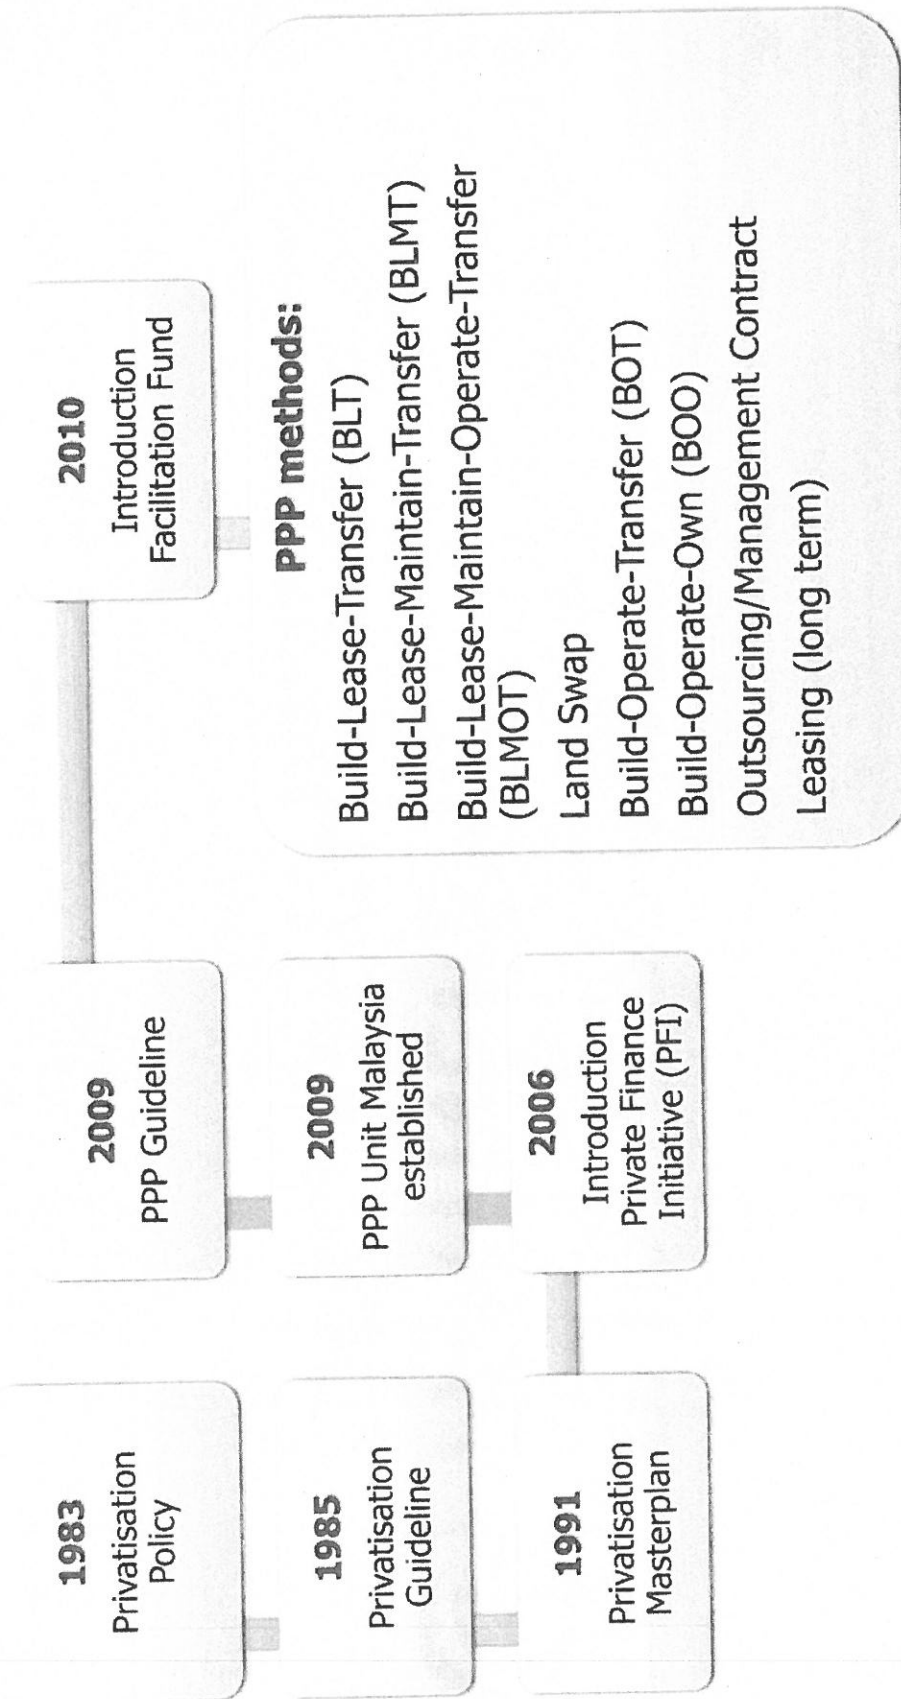 1983
Privatisation
Policy
1985
Privatisation
Guideline
1991
Privatisation
Masterplan
2006
Introduction
Private Finance
Initiative (PFI)
2009
PPP Unit Malaysia
established
2009
PPP Guideline
2010
Introduction
Facilitation Fund
PPP methods:
Build-Lease-Transfer (BLT)
Build-Lease-Maintain-Transfer (BLMT)
Build-Lease-Maintain-Operate-Transfer
(BLMOT)
Land Swap
Build-Operate-Transfer (BOT)
Build-Operate-Own (BOO)
Outsourcing/Management Contract
Leasing (long term)